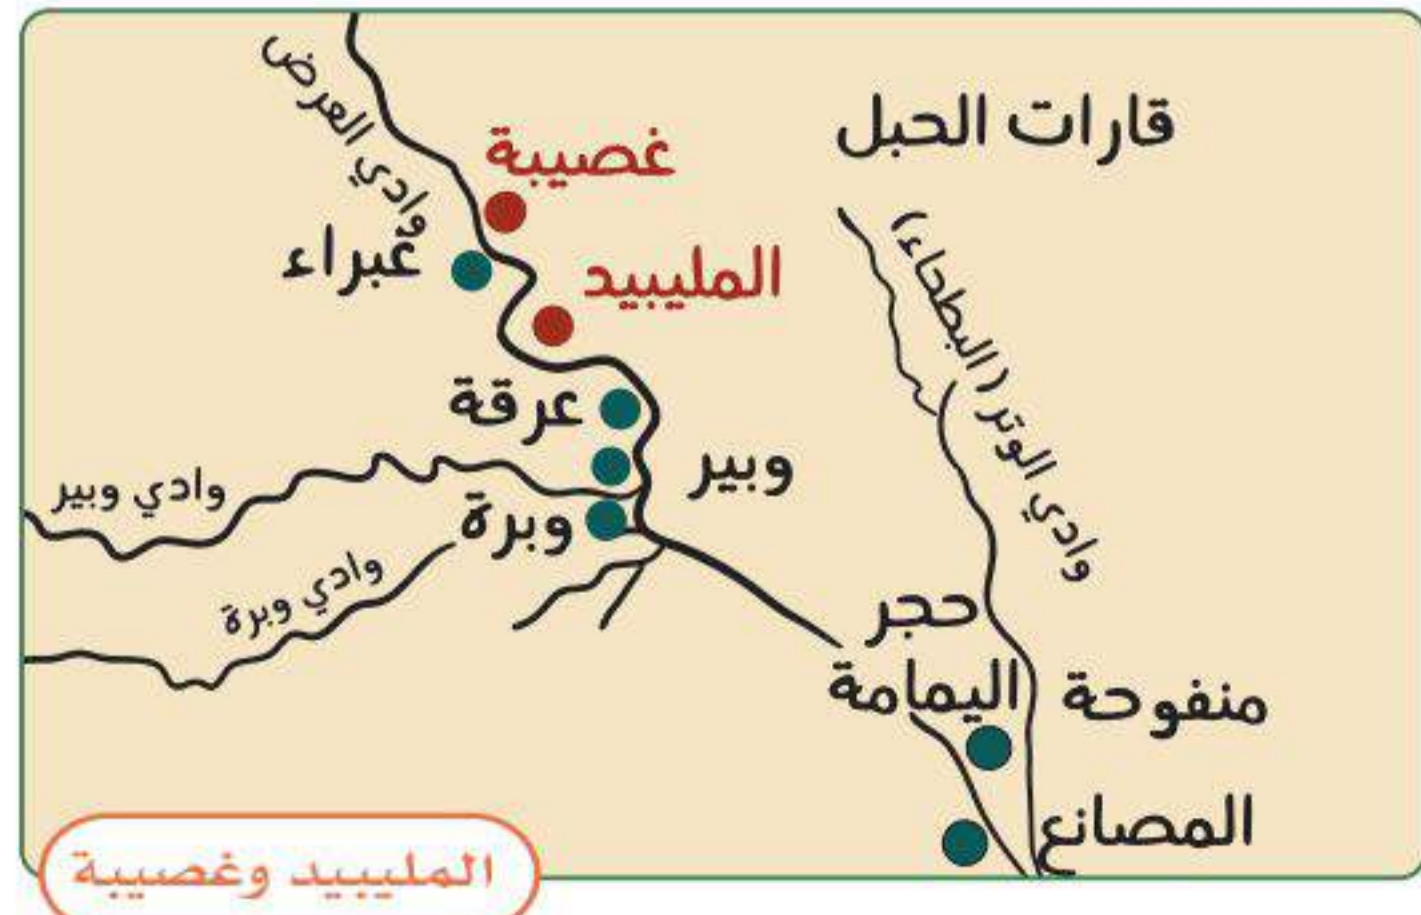 وادي العرض
قارات الحبل
غصيبة
غبراء
المليبيد
وادي الوتر (البطحاء)
عرقة
وبير
وادي وبير
وبرة
وادي وبرة
حجر
اليمامة
منفوحة
المصانع
المليبيد وغصيبة